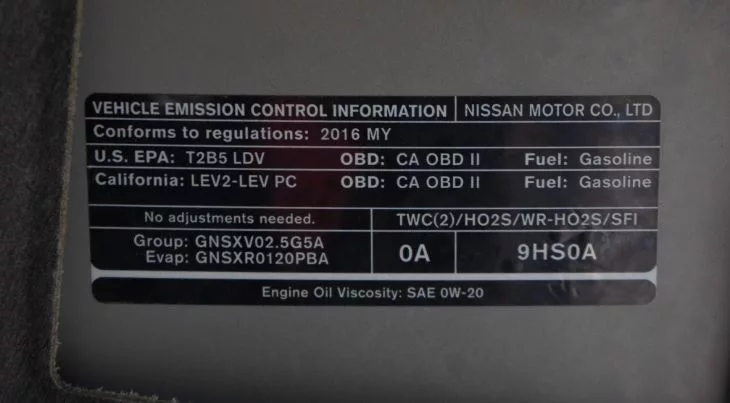 VEHICLE EMISSION CONTROL INFORMATION NISSAN MOTOR CO., LTD
Conforms to regulations: 2016 MY
U.S. EPA: T2B5 LDV OBD: CA OBD II Fuel: Gasoline
California: LEV2-LEV PC OBD: CA OBD II Fuel: Gasoline
No adjustments needed. TWC(2)/HO2S/WR-HO2S/SFI
Group: GNSXV02.5G5A
Evap: GNSXR0120PBA
0A 9HS0A
Engine Oil Viscosity: SAE 0W-20